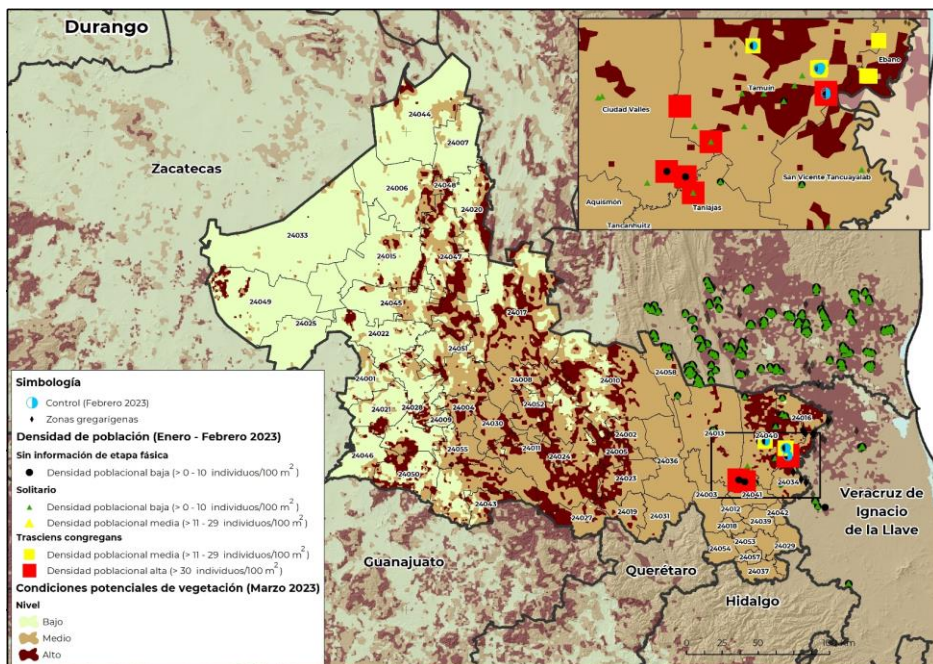 Durango
Zacatecas
Guanajuato
Querétaro
Hidalgo
Veracruz de
Ignacio
de la Llave
24044
24007
24006
24048
24020
24033
24015
24047
24049
24045
24017
24025
24022
24051
24058
24001
24008
24010
24016
24021
24028
24004
24052
24009
24030
24002
24013
24040
24046
24055
24011
24024
24005
24036
24050
24023
24003
24041
24034
24043
24027
24019
24031
24012
24042
24018
24039
24053
24054
24029
24057
24037
Ebano
Tamuín
Ciudad Valles
San Vicente Tancuayalab
Aquismón
Tanlajas
Tancanhuitz
Simbología
Control (Febrero 2023)
Zonas gregarígenas
Densidad de población (Enero - Febrero 2023)
Sin información de etapa fásica
Densidad poblacional baja (> 0 - 10 individuos/100 m²)
Solitario
Densidad poblacional baja (> 0 - 10 individuos/100 m²)
Densidad poblacional media (> 11 - 29 individuos/100 m²)
Trasciens congregans
Densidad poblacional media (> 11 - 29 individuos/100 m²)
Densidad poblacional alta (> 30 individuos/100 m²)
Condiciones potenciales de vegetación (Marzo 2023)
Nivel
Bajo
Medio
Alto
0 25 50 100 Km